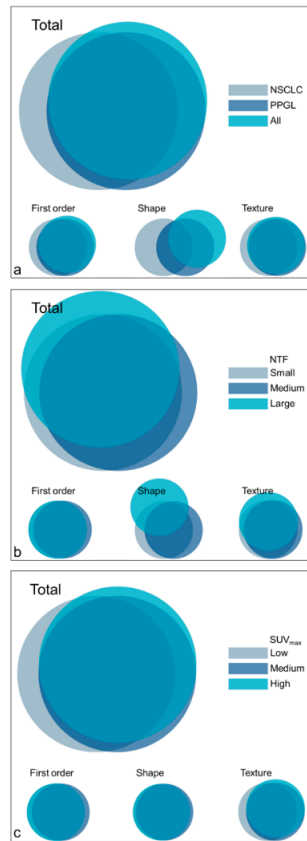 Total
NSCLC
PPGL
All
First order Shape Texture
a
Total
NTF
Small
Medium
Large
First order Shape Texture
b
Total
SUVmax
Low
Medium
High
First order Shape Texture
c